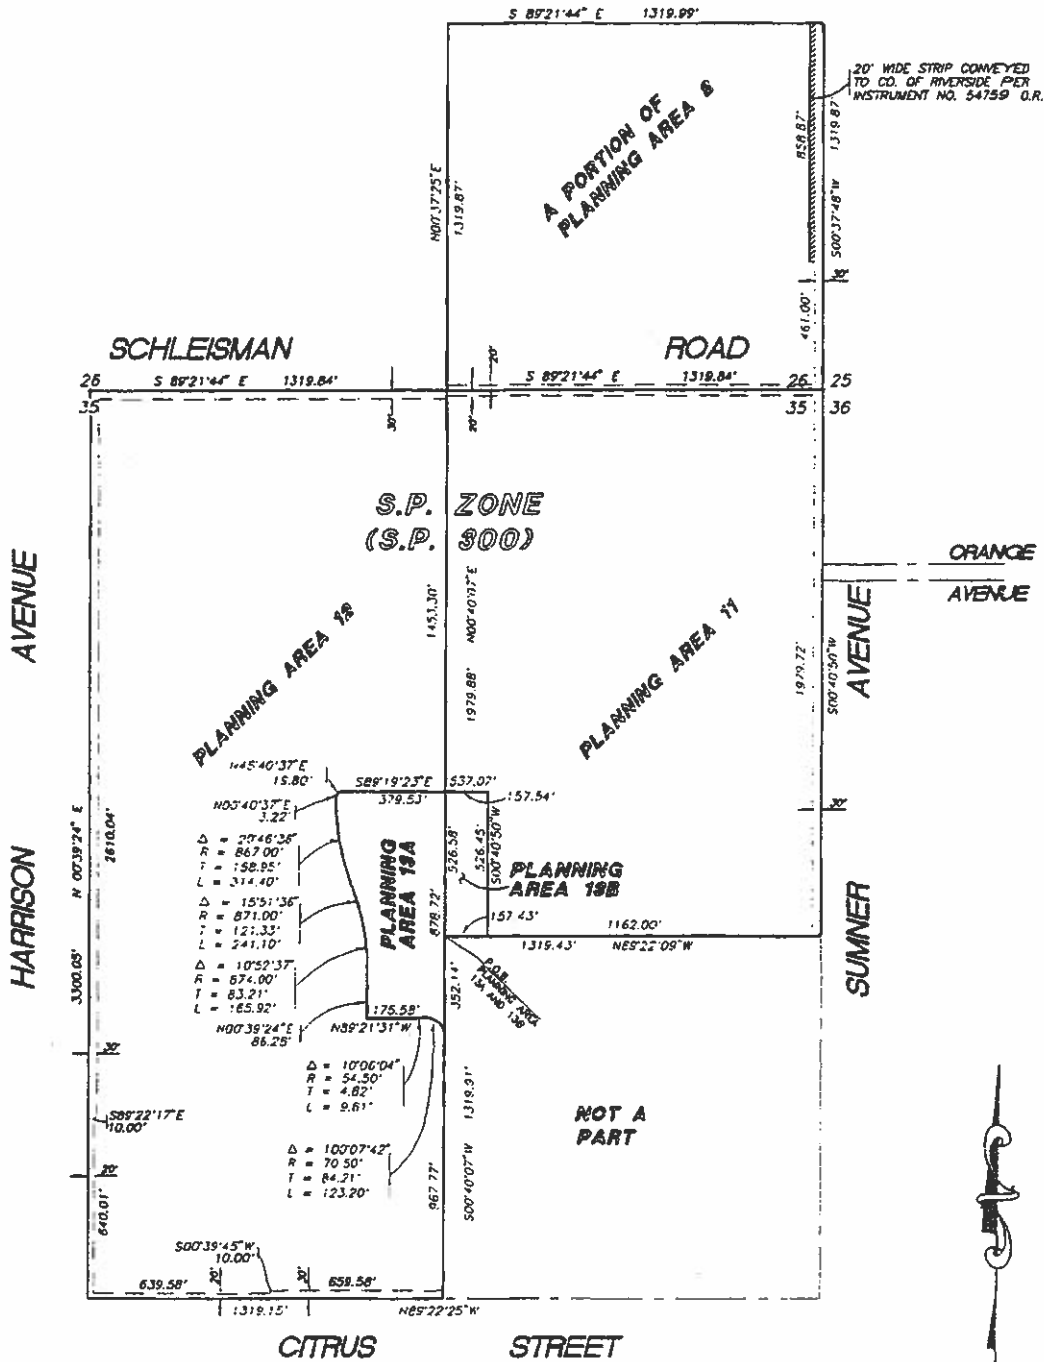 S 89°21'44" E 1319.99'
20' WIDE STRIP CONVEYED
TO CO. OF RIVERSIDE PER
INSTRUMENT NO. 54759 O.R.
A PORTION OF
PLANNING AREA 8
N00°37'25"E
1319.87'
858.87'
1319.87'
S00°37'48"W
30'
461.00'
SCHLEISMAN ROAD
S 89°21'44" E 1319.84'
S 89°21'44" E 1319.84'
20'
26
35
26 25
35 36
30'
20'
S.P. ZONE
(S.P. 300)
ORANGE
AVENUE
HARRISON AVENUE
SUMNER AVENUE
PLANNING AREA 12
PLANNING AREA 11
1453.30'
N00°40'07"E
1979.88'
1979.72'
S00°40'50"W
30'
N45°40'37"E
15.80'
S89°19'23"E 537.07'
379.53'
157.54'
N00°40'37"E
3.22'
Δ = 20°46'36"
R = 867.00'
T = 158.95'
L = 314.40'
Δ = 15°51'36"
R = 871.00'
T = 121.33'
L = 241.10'
Δ = 10°52'37"
R = 874.00'
T = 83.21'
L = 165.92'
N00°39'24"E
86.25'
PLANNING
AREA 13A
526.58'
526.45'
S00°40'50"W
878.72'
PLANNING
AREA 13B
157.43'
1162.00'
1319.43' N89°22'09"W
P.O.B.
PLANNING AREA
13A AND 13B
352.14'
175.58'
N89°21'31"W
N 00°39'24" E
2610.04'
3300.05'
30'
Δ = 10°06'04"
R = 54.50'
T = 4.82'
L = 9.61'
Δ = 100°07'42"
R = 70.50'
T = 84.21'
L = 123.20'
S89°22'17"E
10.00'
20'
640.01'
967.77'
S00°40'07"W
1319.91'
NOT A
PART
S00°39'45"W
10.00'
639.58'
20'
30'
659.58'
1319.15'
N89°22'25"W
CITRUS STREET